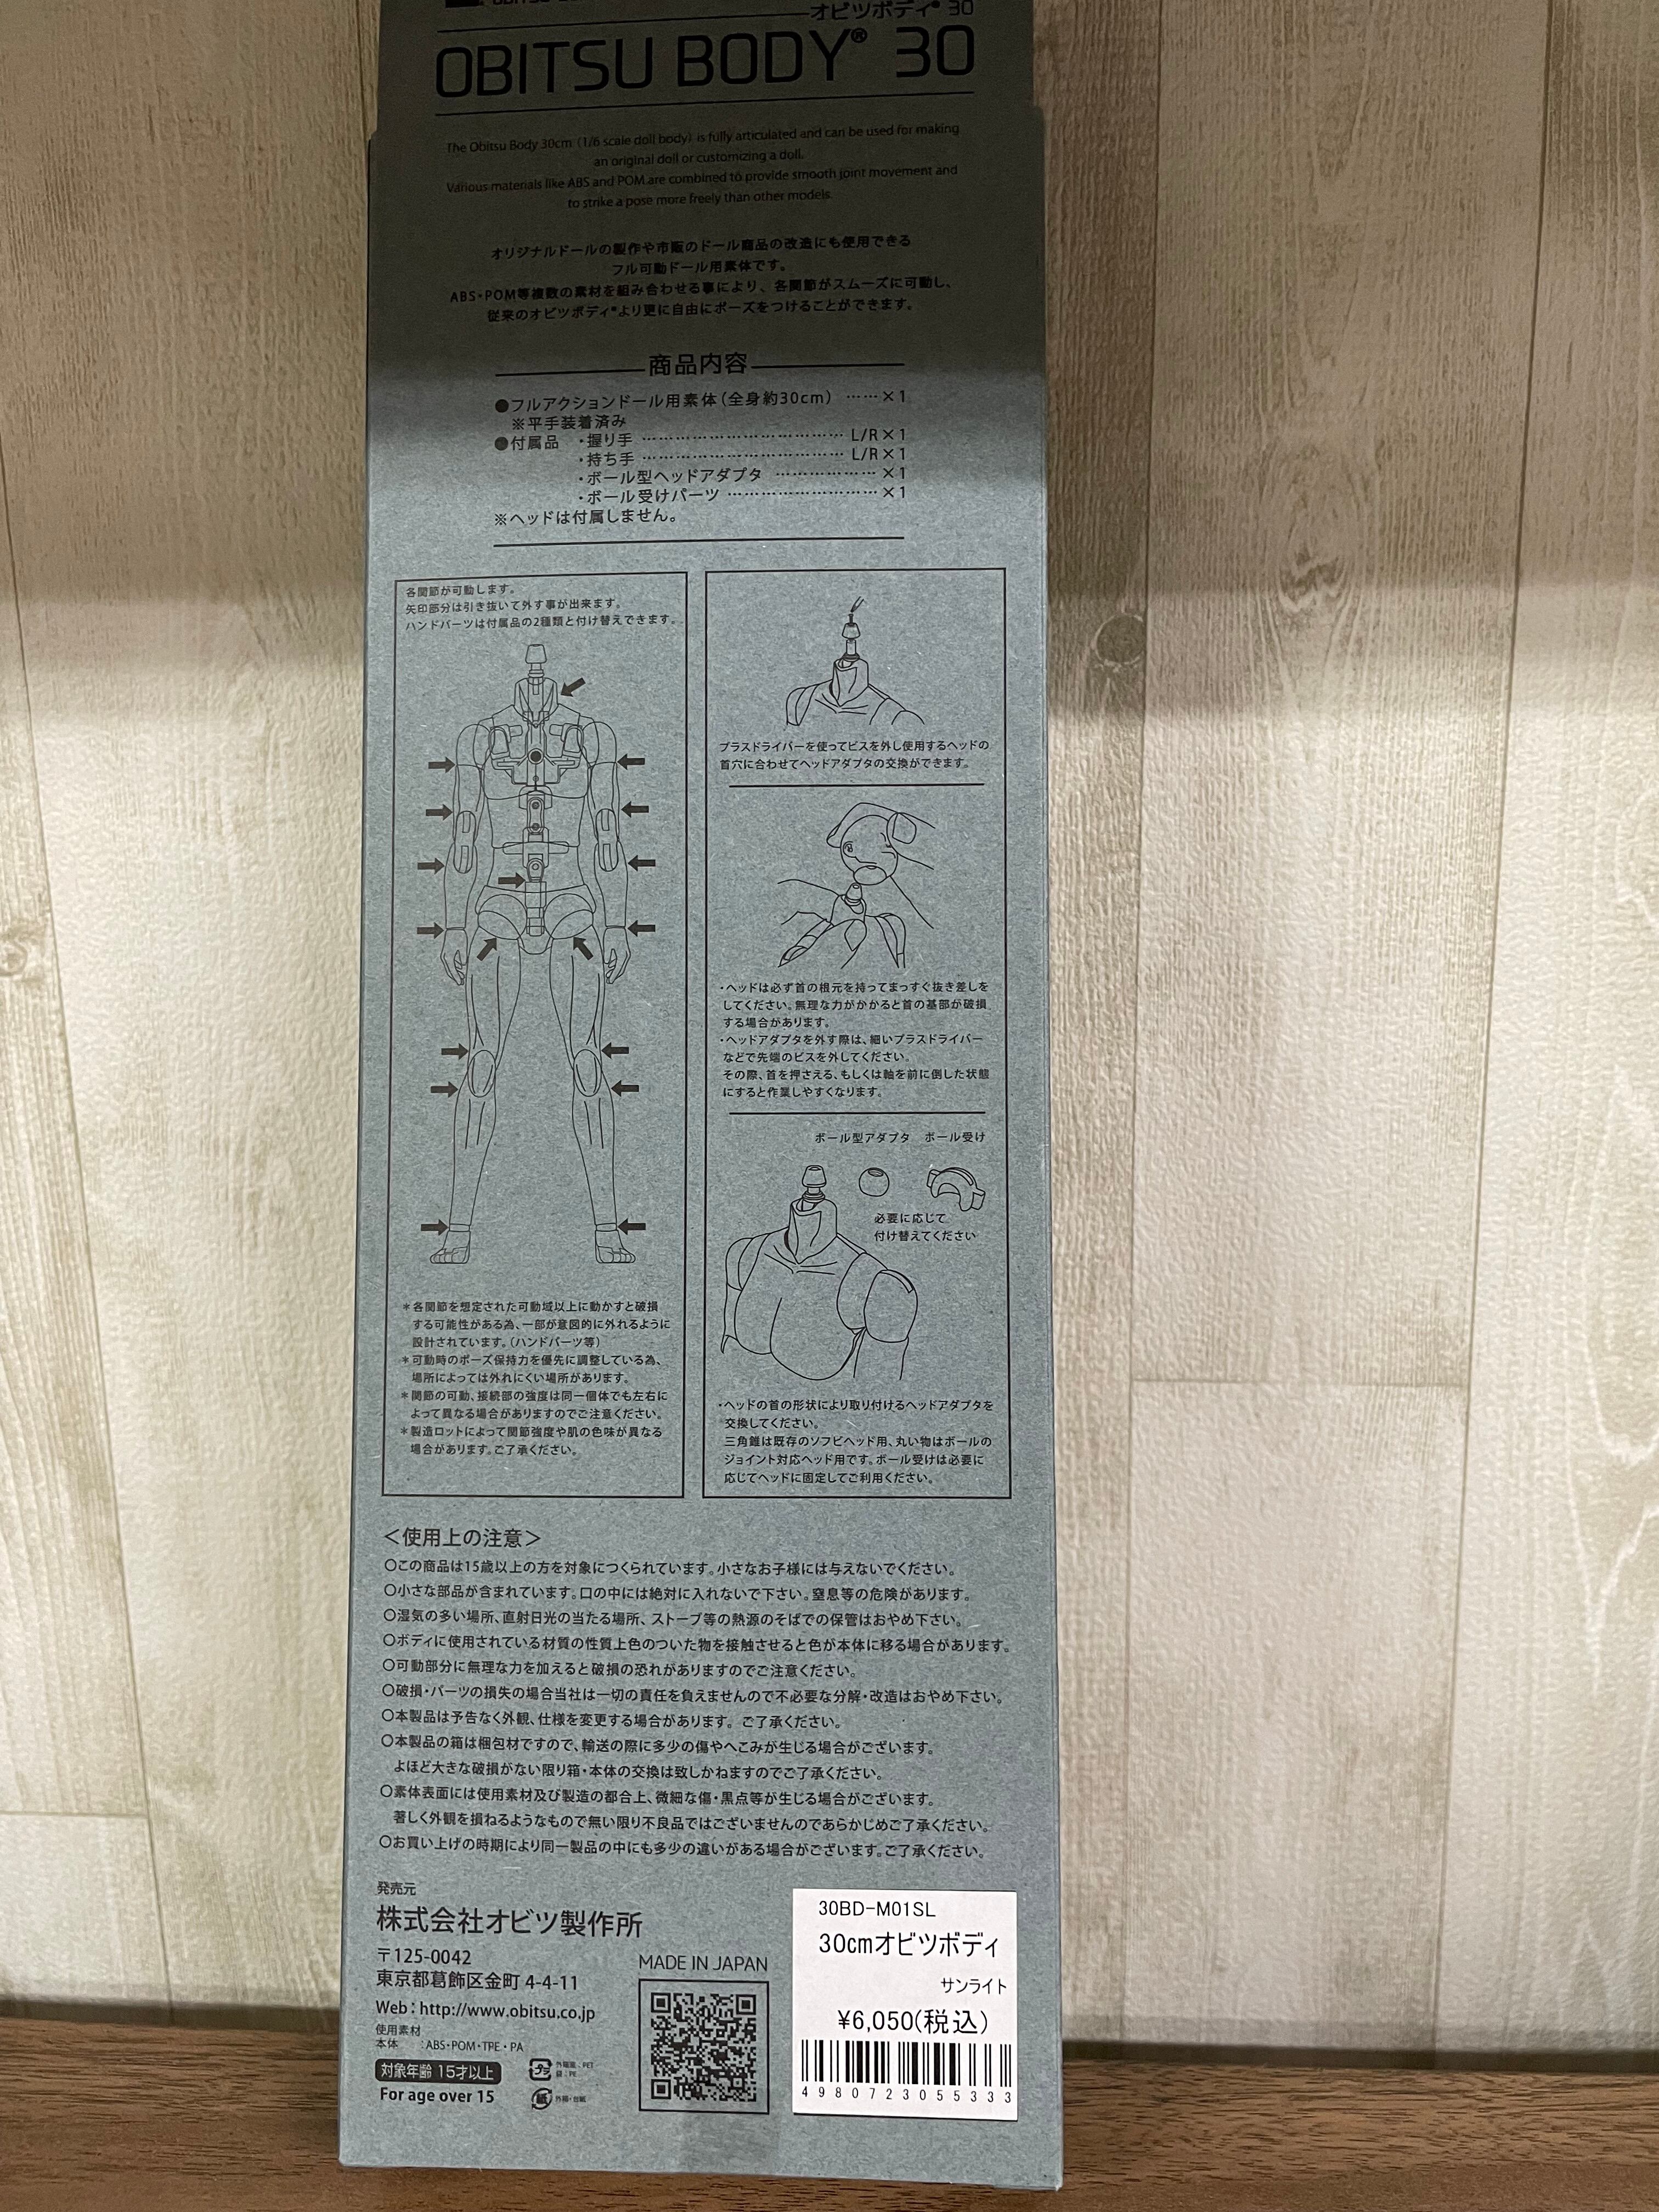 オビツボディ® 30
OBITSU BODY® 30
The Obitsu Body 30cm (1/6 scale doll body) is fully articulated and can be used for making
an original doll or customizing a doll.
Various materials like ABS and POM are combined to provide smooth joint movement and
to strike a pose more freely than other models.
オリジナルドールの製作や市販のドール商品の改造にも使用できる
フル可動ドール用素体です。
ABS・POM等複数の素材を組み合わせる事により、各関節がスムーズに可動し、
従来のオビツボディ®より更に自由にポーズをつけることができます。
商品内容
●フルアクションドール用素体(全身約30cm) ……×1
※平手装着済み
●付属品 ・握り手 …………………………… L/R×1
・持ち手 …………………………… L/R×1
・ボール型ヘッドアダプタ ……………… ×1
・ボール受けパーツ ……………………… ×1
※ヘッドは付属しません。
各関節が可動します。
矢印部分は引き抜いて外す事が出来ます。
ハンドパーツは付属品の2種類と付け替えできます。
＊各関節を想定された可動域以上に動かすと破損
する可能性がある為、一部が意図的に外れるように
設計されています。(ハンドパーツ等)
＊可動時のポーズ保持力を優先に調整している為、
場所によっては外れにくい場所があります。
＊関節の可動、接続部の強度は同一個体でも左右に
よって異なる場合がありますのでご注意ください。
＊製造ロットによって関節強度や肌の色味が異なる
場合があります。ご了承ください。
プラスドライバーを使ってビスを外し使用するヘッドの
首穴に合わせてヘッドアダプタの交換ができます。
・ヘッドは必ず首の根元を持ってまっすぐ抜き差しを
してください。無理な力がかかると首の基部が破損
する場合があります。
・ヘッドアダプタを外す際は、細いプラスドライバー
などで先端のビスを外してください。
その際、首を押さえる、もしくは軸を前に倒した状態
にすると作業しやすくなります。
ボール型アダプタ ボール受け
必要に応じて
付け替えてください
・ヘッドの首の形状により取り付けるヘッドアダプタを
交換してください。
三角錐は既存のソフビヘッド用、丸い物はボールの
ジョイント対応ヘッド用です。ボール受けは必要に
応じてヘッドに固定してご利用ください。
＜使用上の注意＞
〇この商品は15歳以上の方を対象につくられています。小さなお子様には与えないでください。
〇小さな部品が含まれています。口の中には絶対に入れないで下さい。窒息等の危険があります。
〇湿気の多い場所、直射日光の当たる場所、ストーブ等の熱源のそばでの保管はおやめ下さい。
〇ボディに使用されている材質の性質上色のついた物を接触させると色が本体に移る場合があります。
〇可動部分に無理な力を加えると破損の恐れがありますのでご注意ください。
〇破損・パーツの損失の場合当社は一切の責任を負えませんので不必要な分解・改造はおやめ下さい。
〇本製品は予告なく外観、仕様を変更する場合があります。ご了承ください。
〇本製品の箱は梱包材ですので、輸送の際に多少の傷やへこみが生じる場合がございます。
よほど大きな破損がない限り箱・本体の交換は致しかねますのでご了承ください。
〇素体表面には使用素材及び製造の都合上、微細な傷・黒点等が生じる場合がございます。
著しく外観を損ねるようなもので無い限り不良品ではございませんのであらかじめご了承ください。
〇お買い上げの時期により同一製品の中にも多少の違いがある場合がございます。ご了承ください。
発売元
株式会社オビツ製作所
〒125-0042
東京都葛飾区金町 4-4-11
Web：http://www.obitsu.co.jp
使用素材
本体 ：ABS・POM・TPE・PA
対象年齢 15才以上
For age over 15
プラ
外箱窓：PET
袋：PE
紙
外箱・台紙
MADE IN JAPAN
30BD-M01SL
30cmオビツボディ
サンライト
¥6,050(税込)
4980723055333